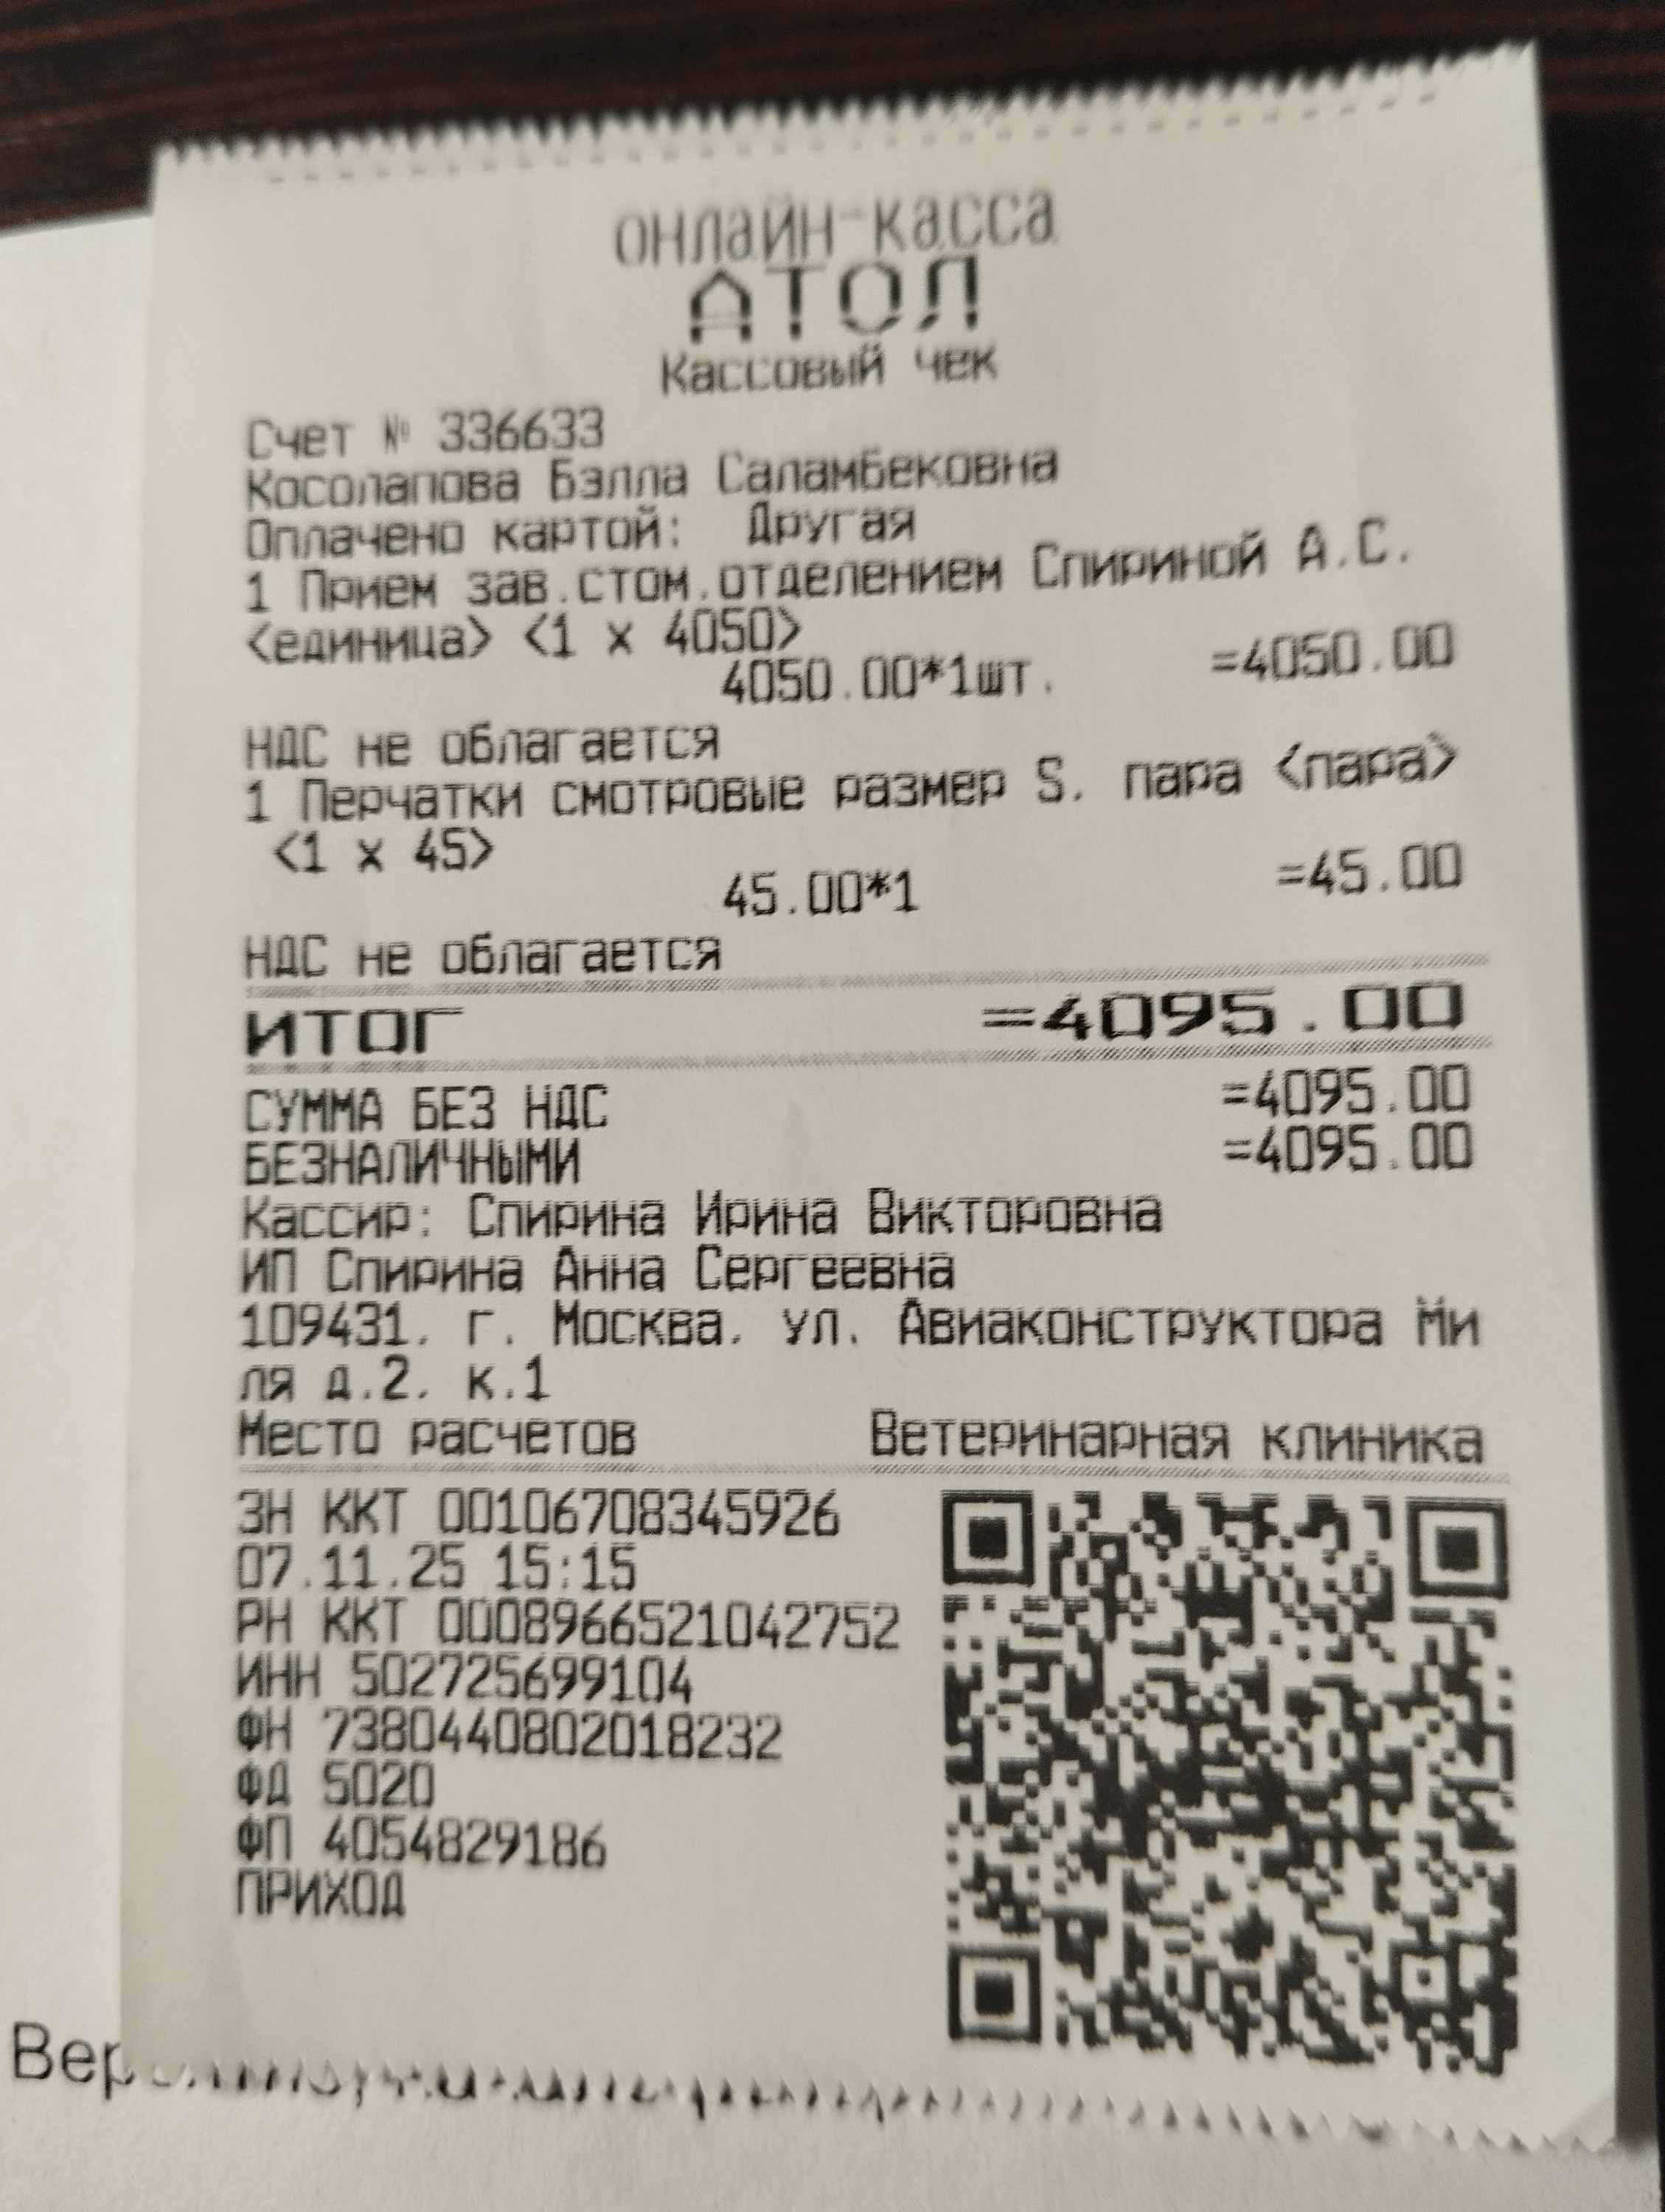 ОНЛАЙН-КАССА
АТОЛ
Кассовый чек
Счет № 336633
Косолапова Бэлла Саламбековна
Оплачено картой: Другая
1 Прием зав.стом.отделением Спириной А.С.
<единица> <1 x 4050>
4050.00*1шт. =4050.00
НДС не облагается
1 Перчатки смотровые размер S, пара <пара>
<1 x 45>
45.00*1 =45.00
НДС не облагается
ИТОГ =4095.00
СУММА БЕЗ НДС =4095.00
БЕЗНАЛИЧНЫМИ =4095.00
Кассир: Спирина Ирина Викторовна
ИП Спирина Анна Сергеевна
109431, г. Москва, ул. Авиаконструктора Ми
ля д.2, к.1
Место расчетов Ветеринарная клиника
ЗН ККТ 00106708345926
07.11.25 15:15
РН ККТ 0008966521042752
ИНН 502725699104
ФН 7380440802018232
ФД 5020
ФП 4054829186
ПРИХОД